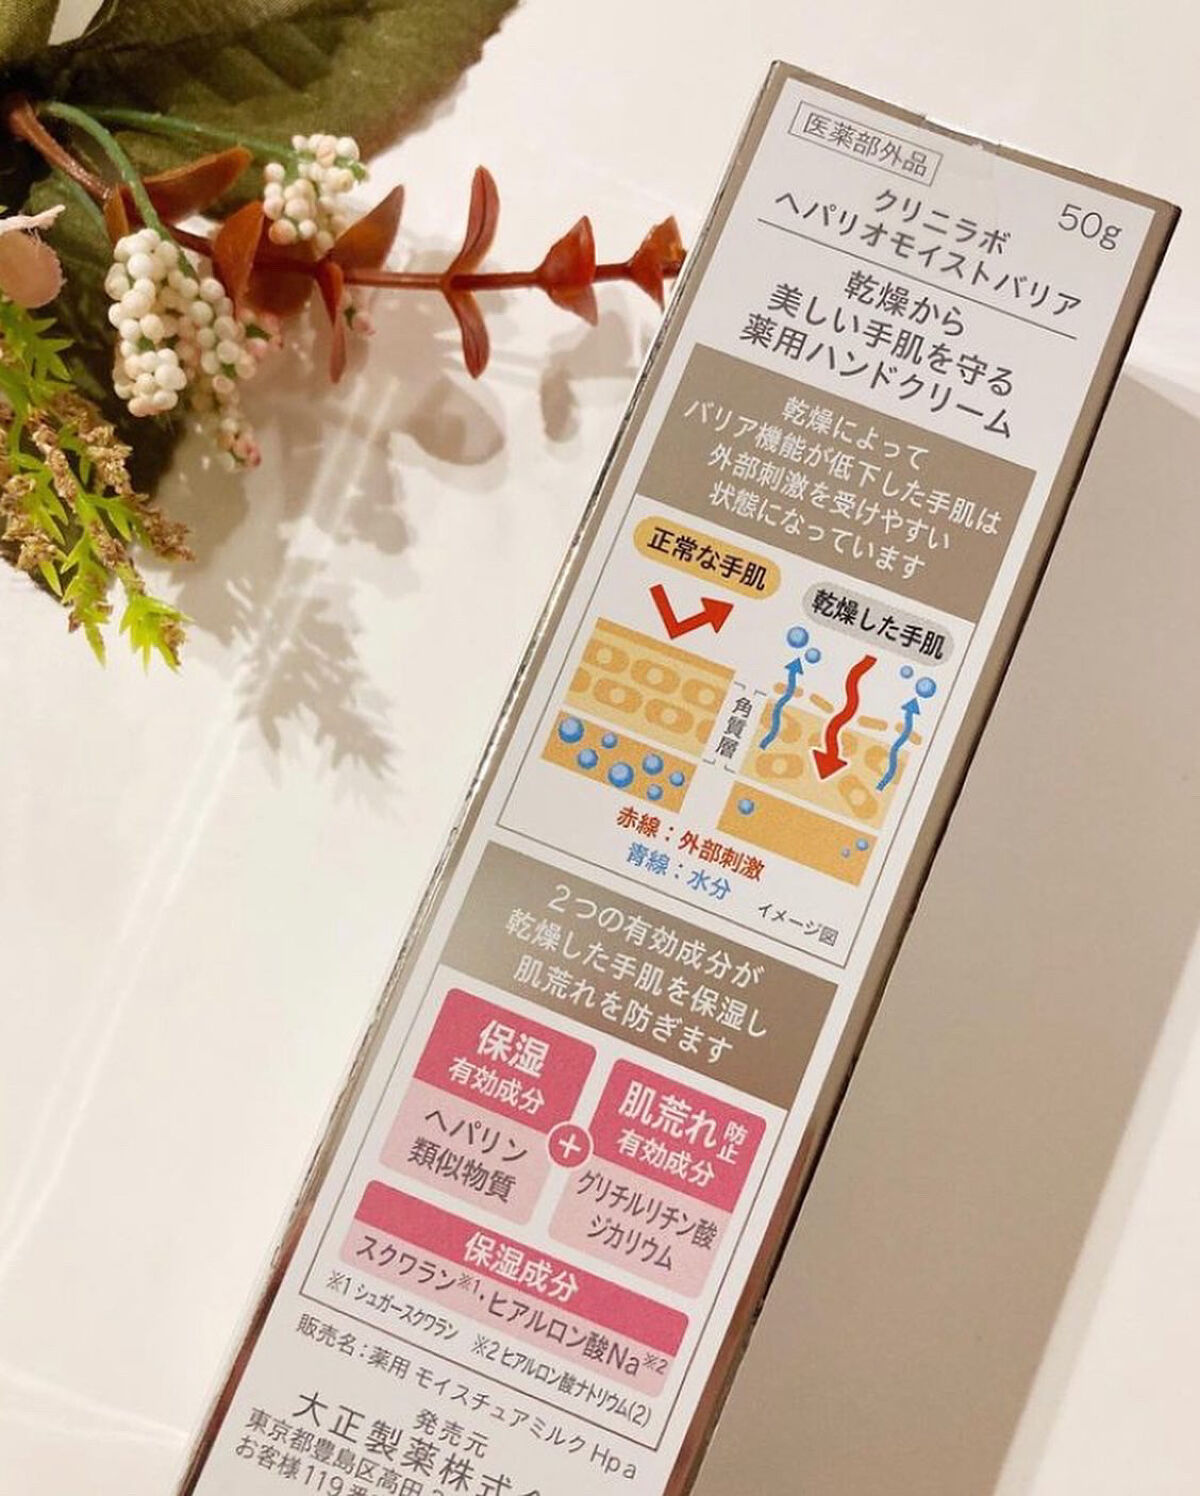 医薬部外品
50g
クリニラボ
ヘパリオモイストバリア
乾燥から
美しい手肌を守る
薬用ハンドクリーム
乾燥によって
バリア機能が低下した手肌は
外部刺激を受けやすい
状態になっています
正常な手肌
乾燥した手肌
角質層
赤線：外部刺激
青線：水分
イメージ図
2つの有効成分が
乾燥した手肌を保湿し
肌荒れを防ぎます
保湿
有効成分
ヘパリン
類似物質
+
肌荒れ防止
有効成分
グリチルリチン酸
ジカリウム
保湿成分
スクワラン※1・ヒアルロン酸Na※2
※1 シュガースクワラン ※2 ヒアルロン酸ナトリウム(2)
販売名：薬用 モイスチュアミルク Hpa
発売元
大正製薬株式
東京都豊島区高田
お客様119番